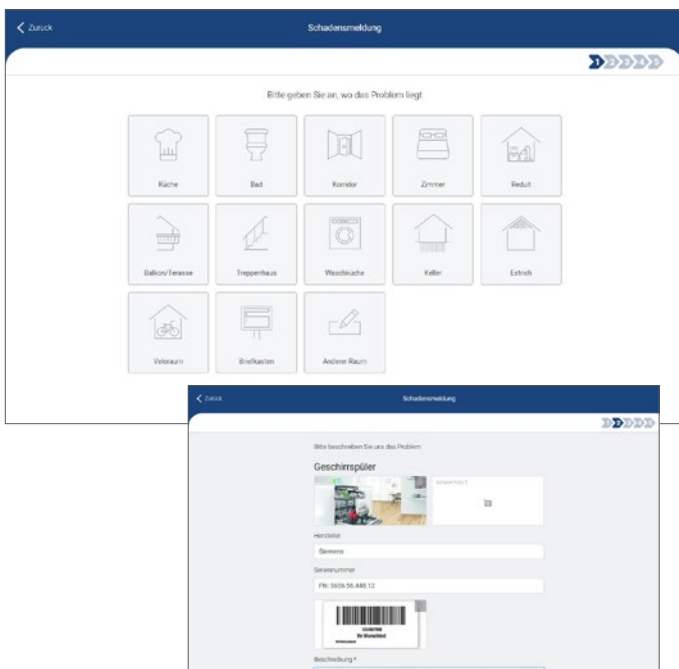 Zurück
Schadensmeldung
1
Bitte geben Sie an, wo das Problem liegt
Küche
Bad
Korridor
Zimmer
Reduit
Balkon/Terasse
Treppenhaus
Waschküche
Keller
Estrich
Veloraum
Briefkasten
Anderer Raum
Zurück
Schadensmeldung
Bitte beschreiben Sie uns das Problem
Geschirrspüler
Hersteller
Siemens
Seriennummer
FN: 5656.56.445.12
Beschreibung *